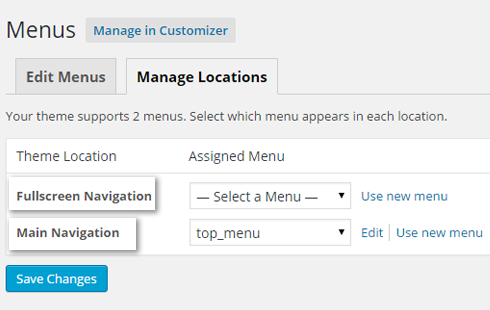 Menus Manage in Customizer
Edit Menus Manage Locations
Your theme supports 2 menus. Select which menu appears in each location.
Theme Location Assigned Menu
Fullscreen Navigation — Select a Menu — Use new menu
Main Navigation top_menu Edit Use new menu
Save Changes